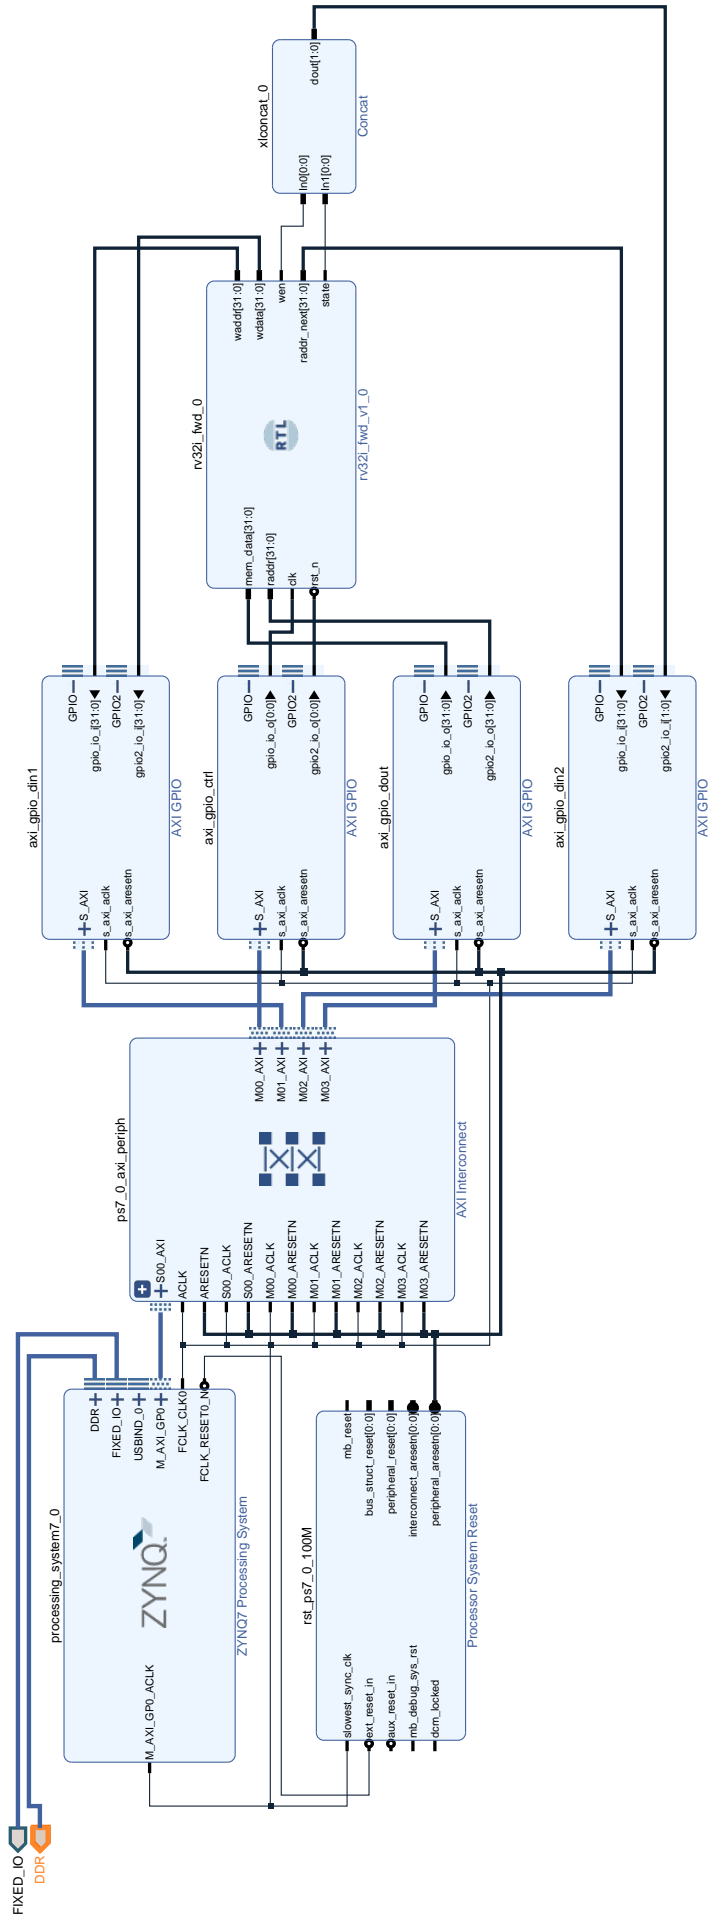 FIXED_IO
DDR
processing_system7_0
DDR
FIXED_IO
USBIND_0
M_AXI_GP0
FCLK_CLK0
FCLK_RESET0_N
M_AXI_GP0_ACLK
ZYNQ
ZYNQ7 Processing System
rst_ps7_0_100M
slowest_sync_clk
ext_reset_in
aux_reset_in
mb_debug_sys_rst
dcm_locked
mb_reset
bus_struct_reset[0:0]
peripheral_reset[0:0]
interconnect_aresetn[0:0]
peripheral_aresetn[0:0]
Processor System Reset
ps7_0_axi_periph
S00_AXI
ACLK
ARESETN
S00_ACLK
S00_ARESETN
M00_ACLK
M00_ARESETN
M01_ACLK
M01_ARESETN
M02_ACLK
M02_ARESETN
M03_ACLK
M03_ARESETN
M00_AXI
M01_AXI
M02_AXI
M03_AXI
AXI Interconnect
axi_gpio_din1
S_AXI
s_axi_aclk
s_axi_aresetn
GPIO
gpio_io_i[31:0]
GPIO2
gpio2_io_i[31:0]
AXI GPIO
axi_gpio_ctrl
S_AXI
s_axi_aclk
s_axi_aresetn
GPIO
gpio_io_o[0:0]
GPIO2
gpio2_io_o[0:0]
AXI GPIO
axi_gpio_dout
S_AXI
s_axi_aclk
s_axi_aresetn
GPIO
gpio_io_o[31:0]
GPIO2
gpio2_io_o[31:0]
AXI GPIO
axi_gpio_din2
S_AXI
s_axi_aclk
s_axi_aresetn
GPIO
gpio_io_i[31:0]
GPIO2
gpio2_io_i[1:0]
AXI GPIO
rv32i_fwd_0
mem_data[31:0]
raddr[31:0]
clk
rst_n
RTL
waddr[31:0]
wdata[31:0]
wen
raddr_next[31:0]
state
rv32i_fwd_v1_0
xlconcat_0
In0[0:0]
In1[0:0]
dout[1:0]
Concat